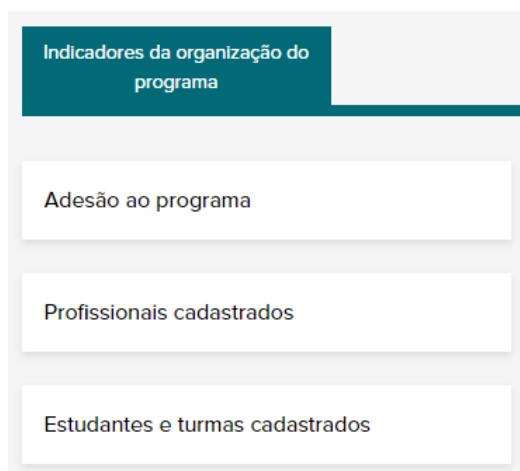 Indicadores da organização do
programa
Adesão ao programa
Profissionais cadastrados
Estudantes e turmas cadastrados